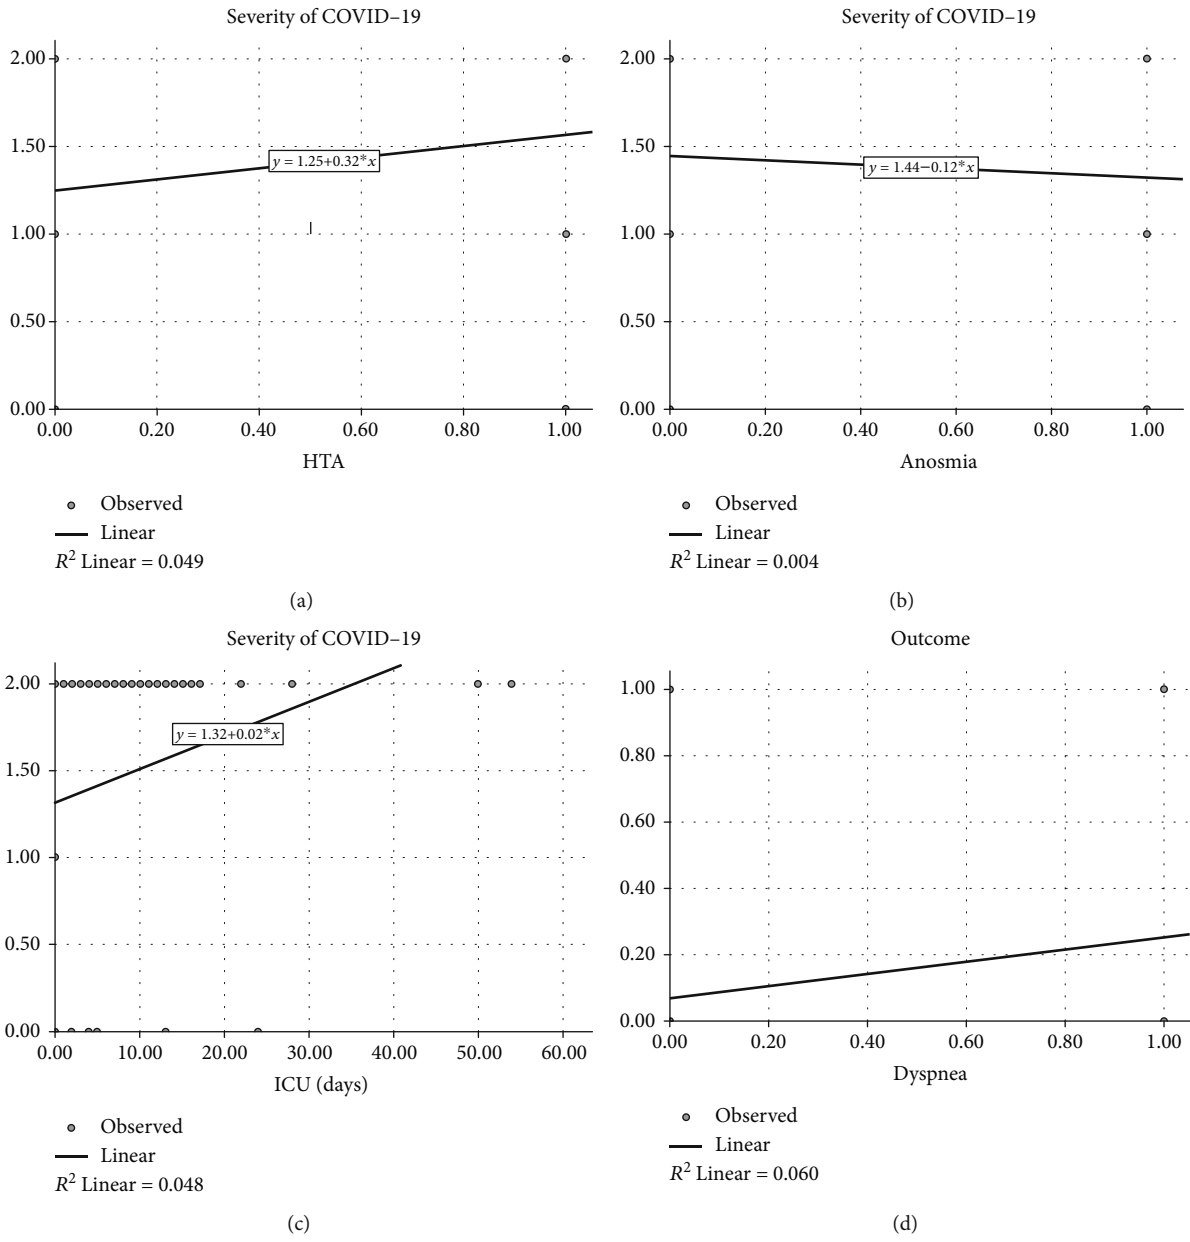 Severity of COVID–19
2.00
1.50
1.00
0.50
0.00
y = 1.25+0.32*x
0.00 0.20 0.40 0.60 0.80 1.00
HTA
Observed
Linear
R² Linear = 0.049
(a)
Severity of COVID–19
2.00
1.50
1.00
0.50
0.00
y = 1.44−0.12*x
0.00 0.20 0.40 0.60 0.80 1.00
Anosmia
Observed
Linear
R² Linear = 0.004
(b)
Severity of COVID–19
2.00
1.50
1.00
0.50
0.00
y = 1.32+0.02*x
0.00 10.00 20.00 30.00 40.00 50.00 60.00
ICU (days)
Observed
Linear
R² Linear = 0.048
(c)
Outcome
1.00
0.80
0.60
0.40
0.20
0.00
0.00 0.20 0.40 0.60 0.80 1.00
Dyspnea
Observed
Linear
R² Linear = 0.060
(d)